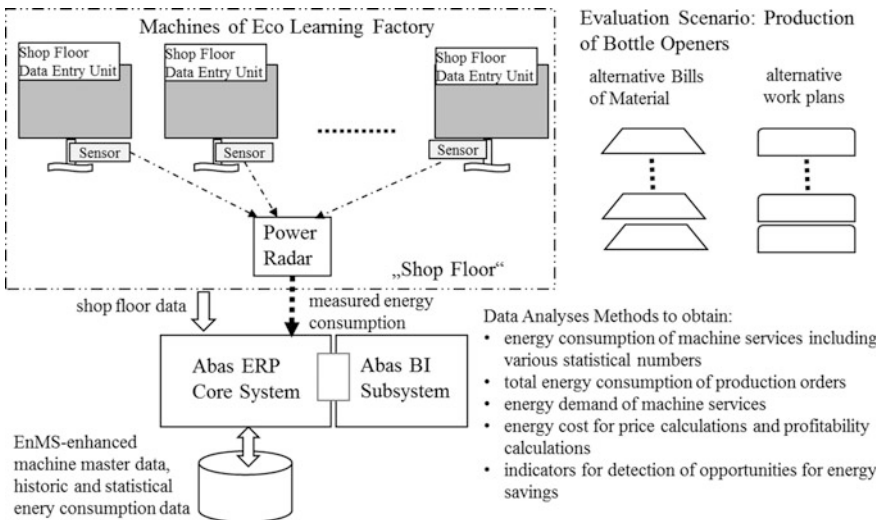 Machines of Eco Learning Factory
Shop Floor
Data Entry Unit
Shop Floor
Data Entry Unit
Shop Floor
Data Entry Unit
Sensor
Sensor
Sensor
Power
Radar
„Shop Floor“
shop floor data
measured energy
consumption
Abas ERP
Core System
Abas BI
Subsystem
EnMS-enhanced
machine master data,
historic and statistical
enery consumption data
Evaluation Scenario: Production
of Bottle Openers
alternative Bills
of Material
alternative
work plans
Data Analyses Methods to obtain:
• energy consumption of machine services including
various statistical numbers
• total energy consumption of production orders
• energy demand of machine services
• energy cost for price calculations and profitability
calculations
• indicators for detection of opportunities for energy
savings